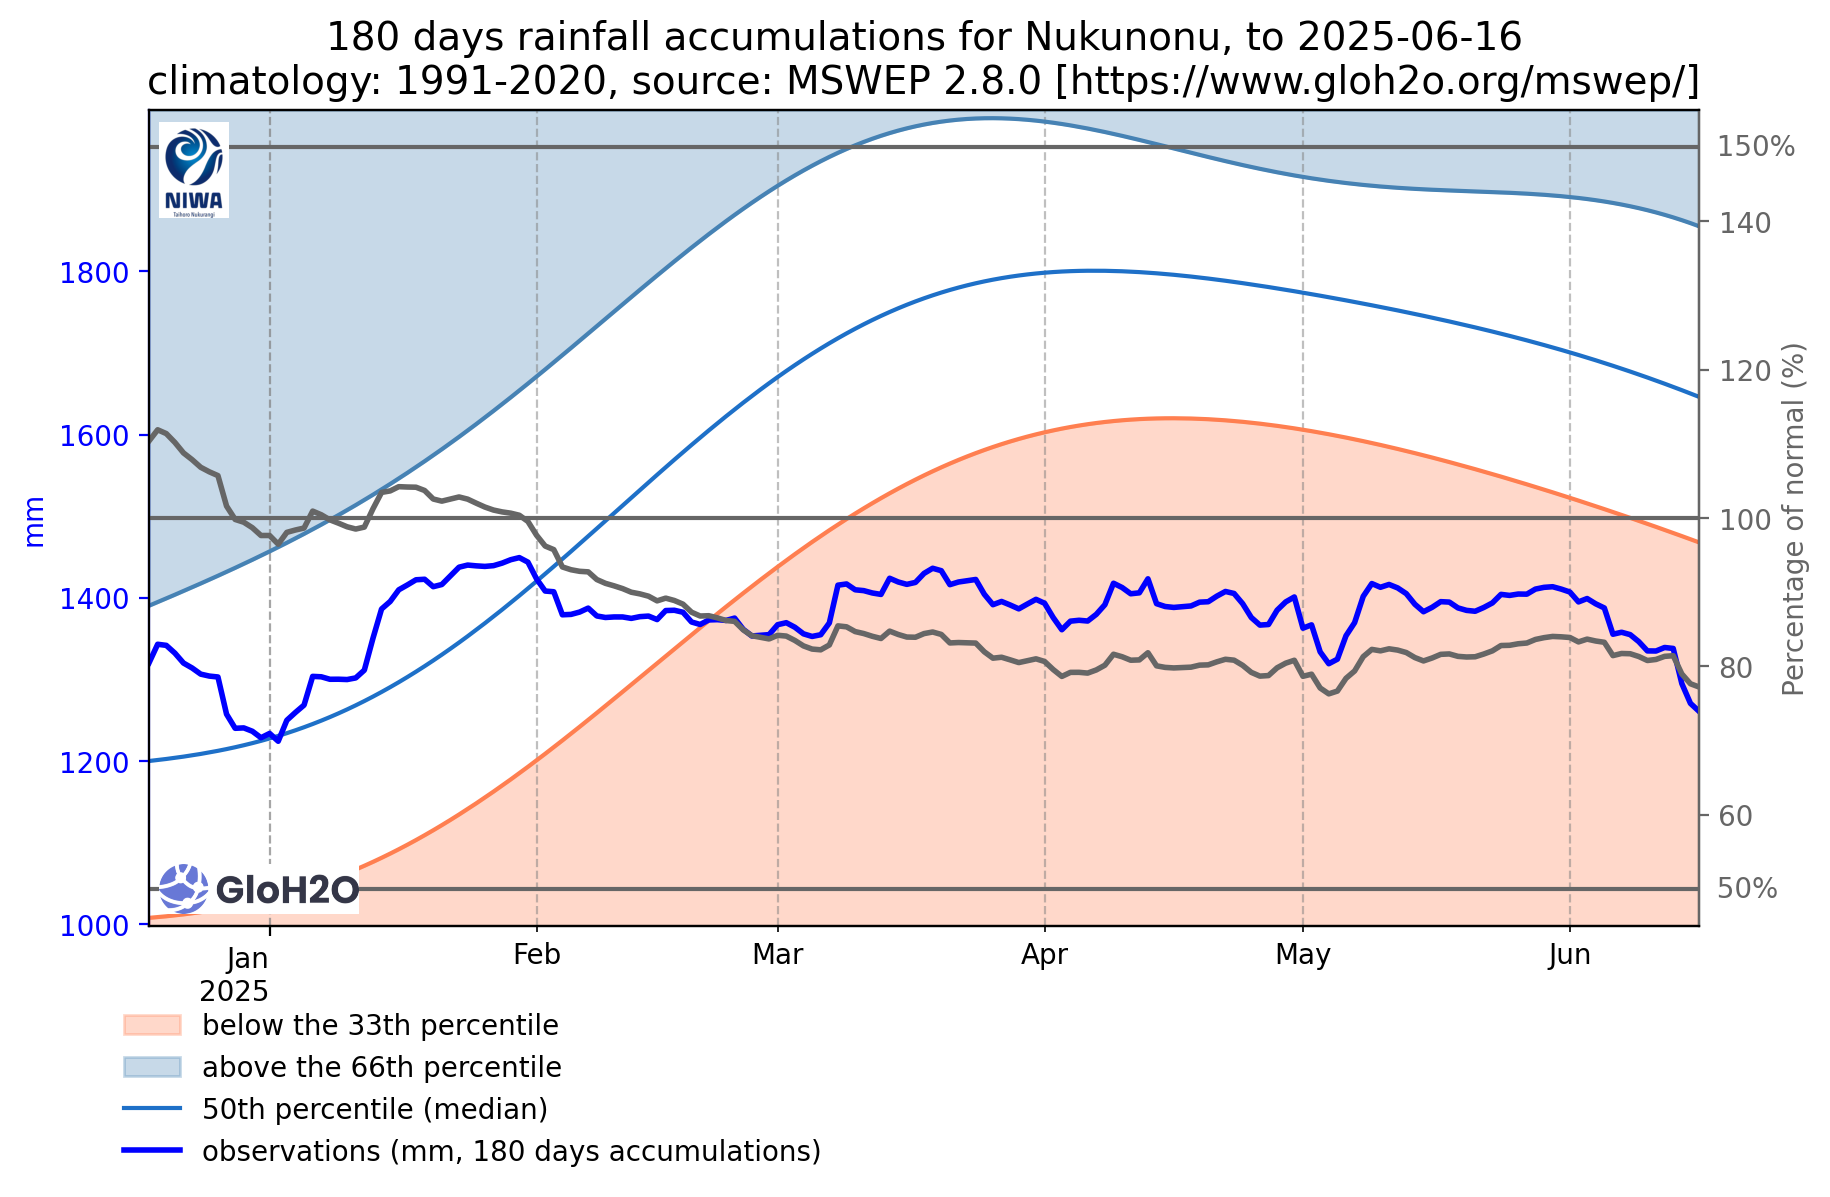 180 days rainfall accumulations for Nukunonu, to 2025-06-16
climatology: 1991-2020, source: MSWEP 2.8.0 [https://www.gloh2o.org/mswep/]
NIWA
Taihoro Nukurangi
mm
1800
1600
1400
1200
1000
150%
140
120
100
80
60
50%
Percentage of normal (%)
GloH2O
Jan
2025
Feb
Mar
Apr
May
Jun
below the 33th percentile
above the 66th percentile
50th percentile (median)
observations (mm, 180 days accumulations)